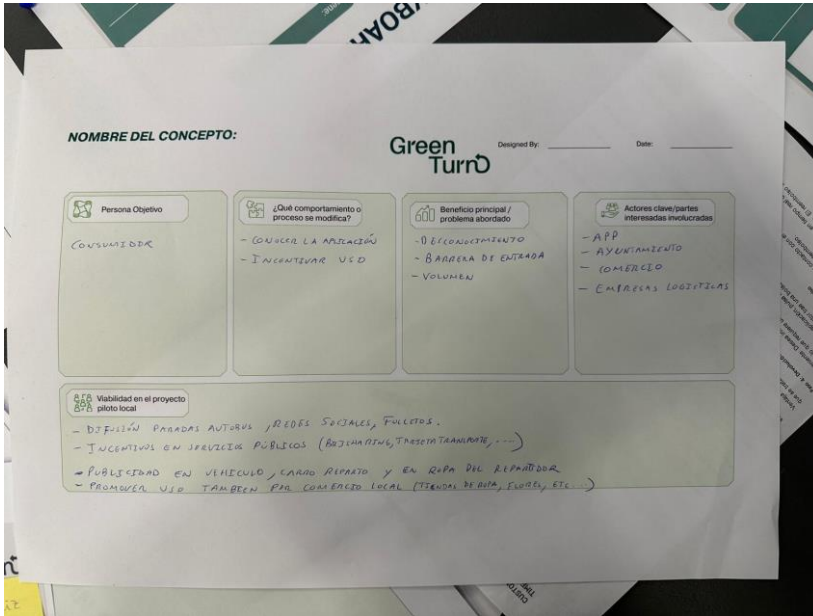 NOMBRE DEL CONCEPTO:
Green
Turn
Designed By:
Date:
Persona Objetivo
CONSUMIDOR
¿Qué comportamiento o
proceso se modifica?
- CONOCER LA APLICACIÓN
- INCENTIVAR USO
Beneficio principal /
problema abordado
- DECONOCIMIENTO
- BARRERA DE ENTRADA
- VOLUMEN
Actores clave/partes
interesadas involucradas
- APP
- AYUNTAMIENTO
- COMERCIO
- EMPRESAS LOGISTICAS
Viabilidad en el proyecto
piloto local
- DIFUSIÓN PARADAS AUTOBUS, REDES SOCIALES, FOLLETOS.
- INCENTIVOS EN SERVICIOS PÚBLICOS (TARJETA TRANSPORTE, ....)
- PUBLICIDAD EN VEHICULO, CARRO REPARTO Y EN ROPA DEL REPARTIDOR
- PROMOVER USO TAMBIEN POR COMERCIO LOCAL (TIENDAS DE ROPA, FLORES, ETC...)